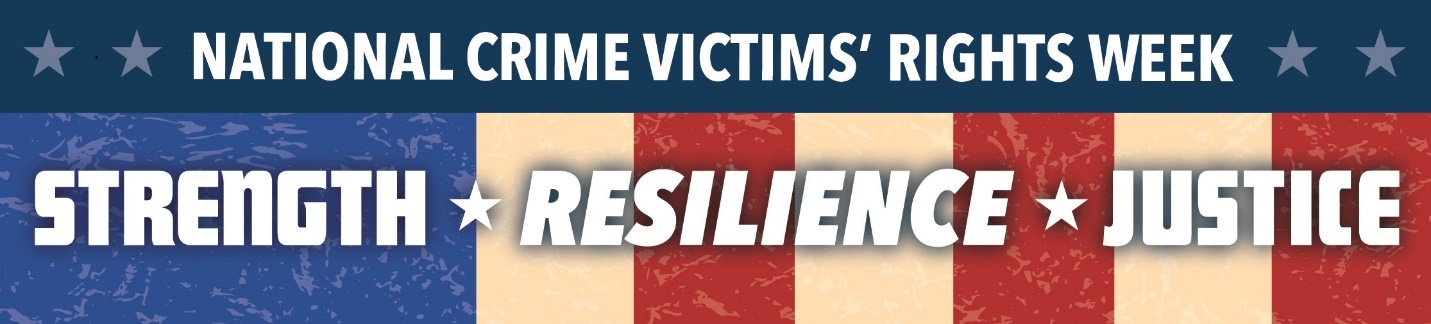 NATIONAL CRIME VICTIMS’ RIGHTS WEEK
STRENGTH ★ RESILIENCE ★ JUSTICE